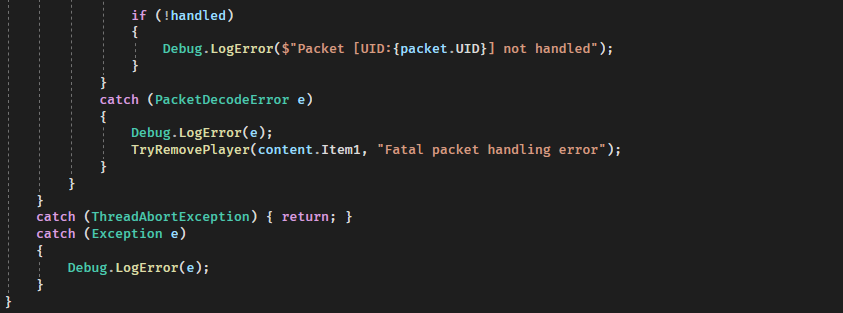 if (!handled)
{
Debug.LogError($"Packet [UID:{packet.UID}] not handled");
}
}
catch (PacketDecodeError e)
{
Debug.LogError(e);
TryRemovePlayer(content.Item1, "Fatal packet handling error");
}
}
}
catch (ThreadAbortException) { return; }
catch (Exception e)
{
Debug.LogError(e);
}
}